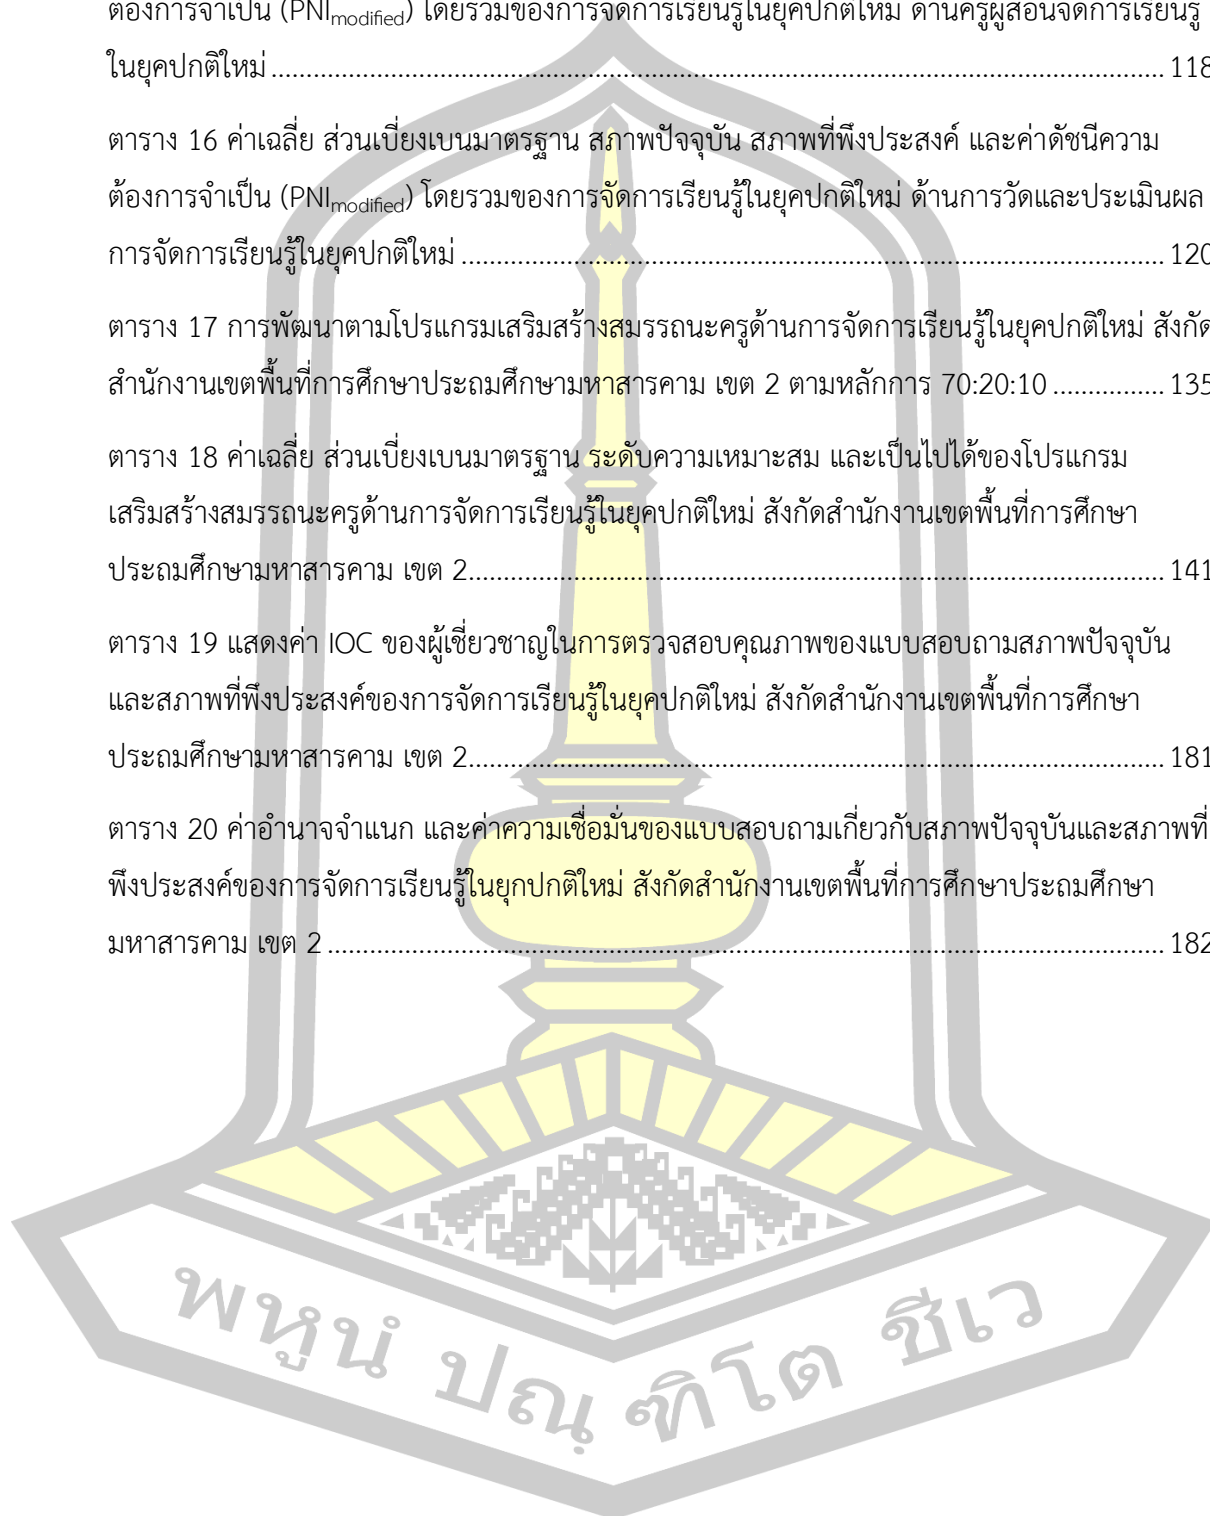 ต้องการจำเป็น (PNImodified) โดยรวมของการจัดการเรียนรู้ในยุคปกติใหม่ ด้านครูผู้สอนจัดการเรียนรู้
ในยุคปกติใหม่ .......................................................................................................... 118
ตาราง 16 ค่าเฉลี่ย ส่วนเบี่ยงเบนมาตรฐาน สภาพปัจจุบัน สภาพที่พึงประสงค์ และค่าดัชนีความ
ต้องการจำเป็น (PNImodified) โดยรวมของการจัดการเรียนรู้ในยุคปกติใหม่ ด้านการวัดและประเมินผล
การจัดการเรียนรู้ในยุคปกติใหม่ .................................................................................... 120
ตาราง 17 การพัฒนาตามโปรแกรมเสริมสร้างสมรรถนะครูด้านการจัดการเรียนรู้ในยุคปกติใหม่ สังกัด
สำนักงานเขตพื้นที่การศึกษาประถมศึกษามหาสารคาม เขต 2 ตามหลักการ 70:20:10 ................ 135
ตาราง 18 ค่าเฉลี่ย ส่วนเบี่ยงเบนมาตรฐาน ระดับความเหมาะสม และเป็นไปได้ของโปรแกรม
เสริมสร้างสมรรถนะครูด้านการจัดการเรียนรู้ในยุคปกติใหม่ สังกัดสำนักงานเขตพื้นที่การศึกษา
ประถมศึกษามหาสารคาม เขต 2................................................................................... 141
ตาราง 19 แสดงค่า IOC ของผู้เชี่ยวชาญในการตรวจสอบคุณภาพของแบบสอบถามสภาพปัจจุบัน
และสภาพที่พึงประสงค์ของการจัดการเรียนรู้ในยุคปกติใหม่ สังกัดสำนักงานเขตพื้นที่การศึกษา
ประถมศึกษามหาสารคาม เขต 2................................................................................... 181
ตาราง 20 ค่าอำนาจจำแนก และค่าความเชื่อมั่นของแบบสอบถามเกี่ยวกับสภาพปัจจุบันและสภาพที่
พึงประสงค์ของการจัดการเรียนรู้ในยุกปกติใหม่ สังกัดสำนักงานเขตพื้นที่การศึกษาประถมศึกษา
มหาสารคาม เขต 2 .................................................................................................... 182
พหูนํ ปณฺ ฑิโต ชีเว